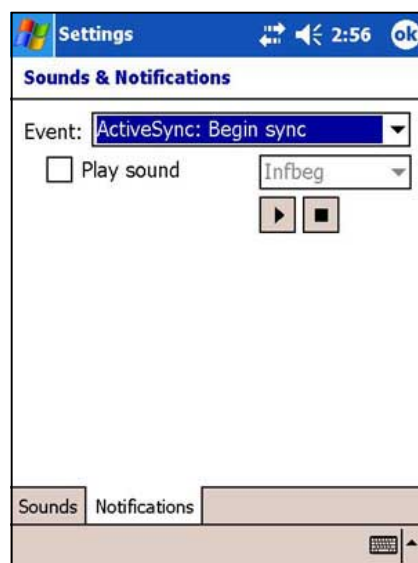 Settings 2:56 ok
Sounds & Notifications
Event: ActiveSync: Begin sync
Play sound Infbeg
Sounds Notifications